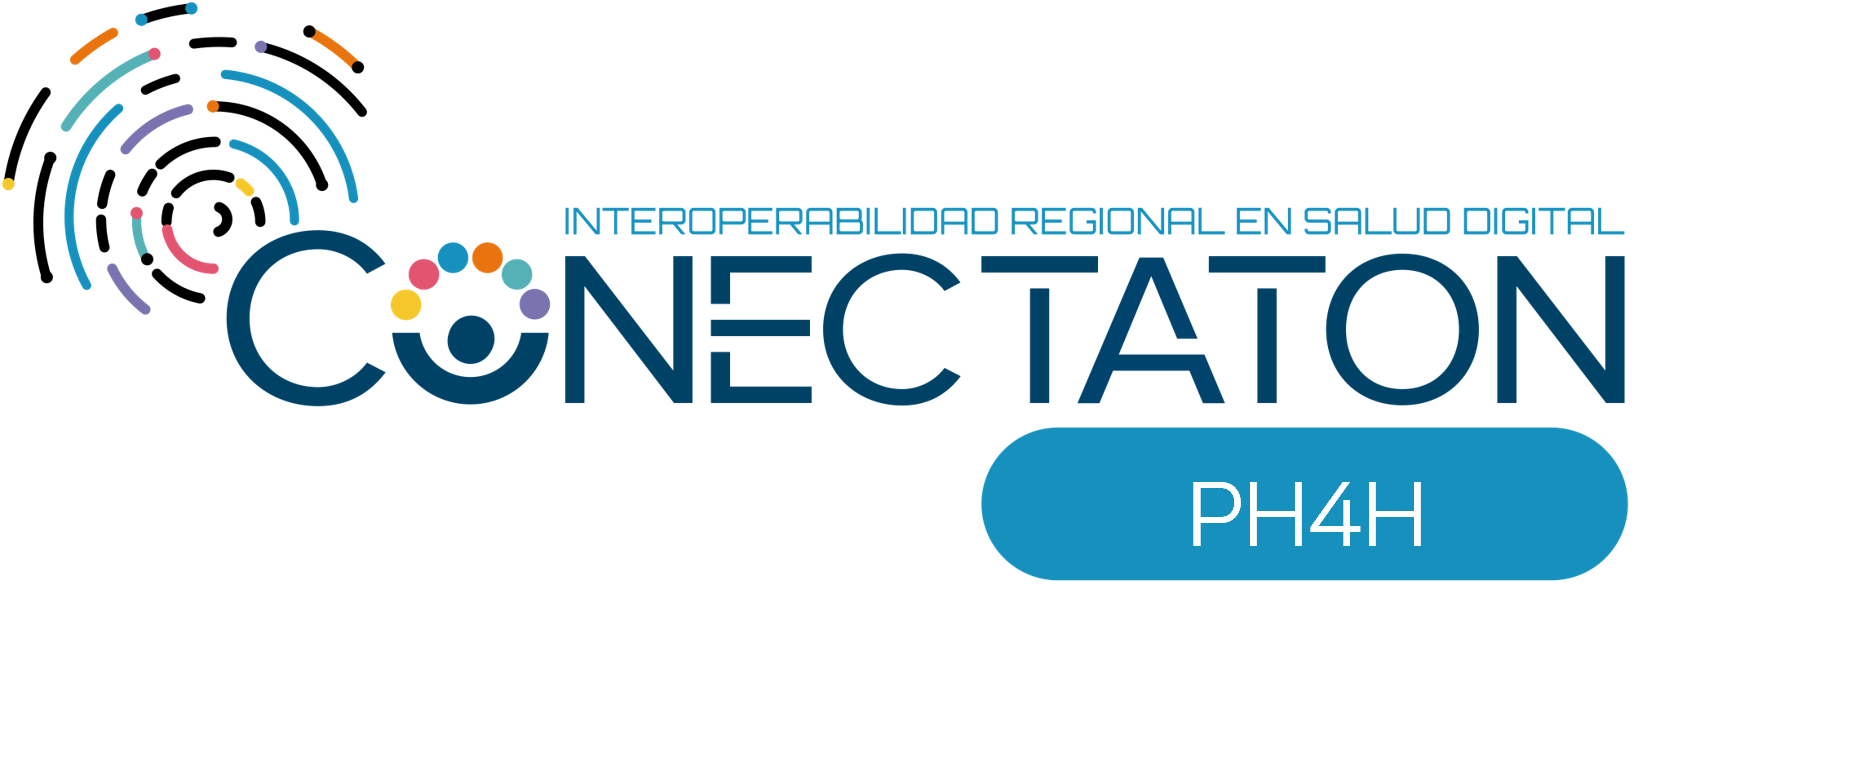 INTEROPERABILIDAD REGIONAL EN SALUD DIGITAL
CONECTATON
PH4H